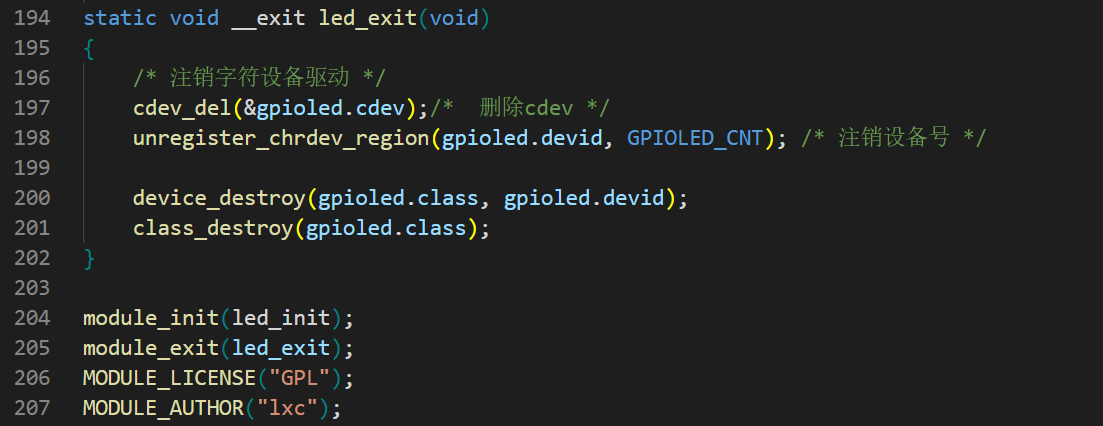 194 static void __exit led_exit(void)
195 {
196     /* 注销字符设备驱动 */
197     cdev_del(&gpioled.cdev);/*  删除cdev */
198     unregister_chrdev_region(gpioled.devid, GPIOLED_CNT); /* 注销设备号 */
199
200     device_destroy(gpioled.class, gpioled.devid);
201     class_destroy(gpioled.class);
202 }
203
204 module_init(led_init);
205 module_exit(led_exit);
206 MODULE_LICENSE("GPL");
207 MODULE_AUTHOR("lxc");